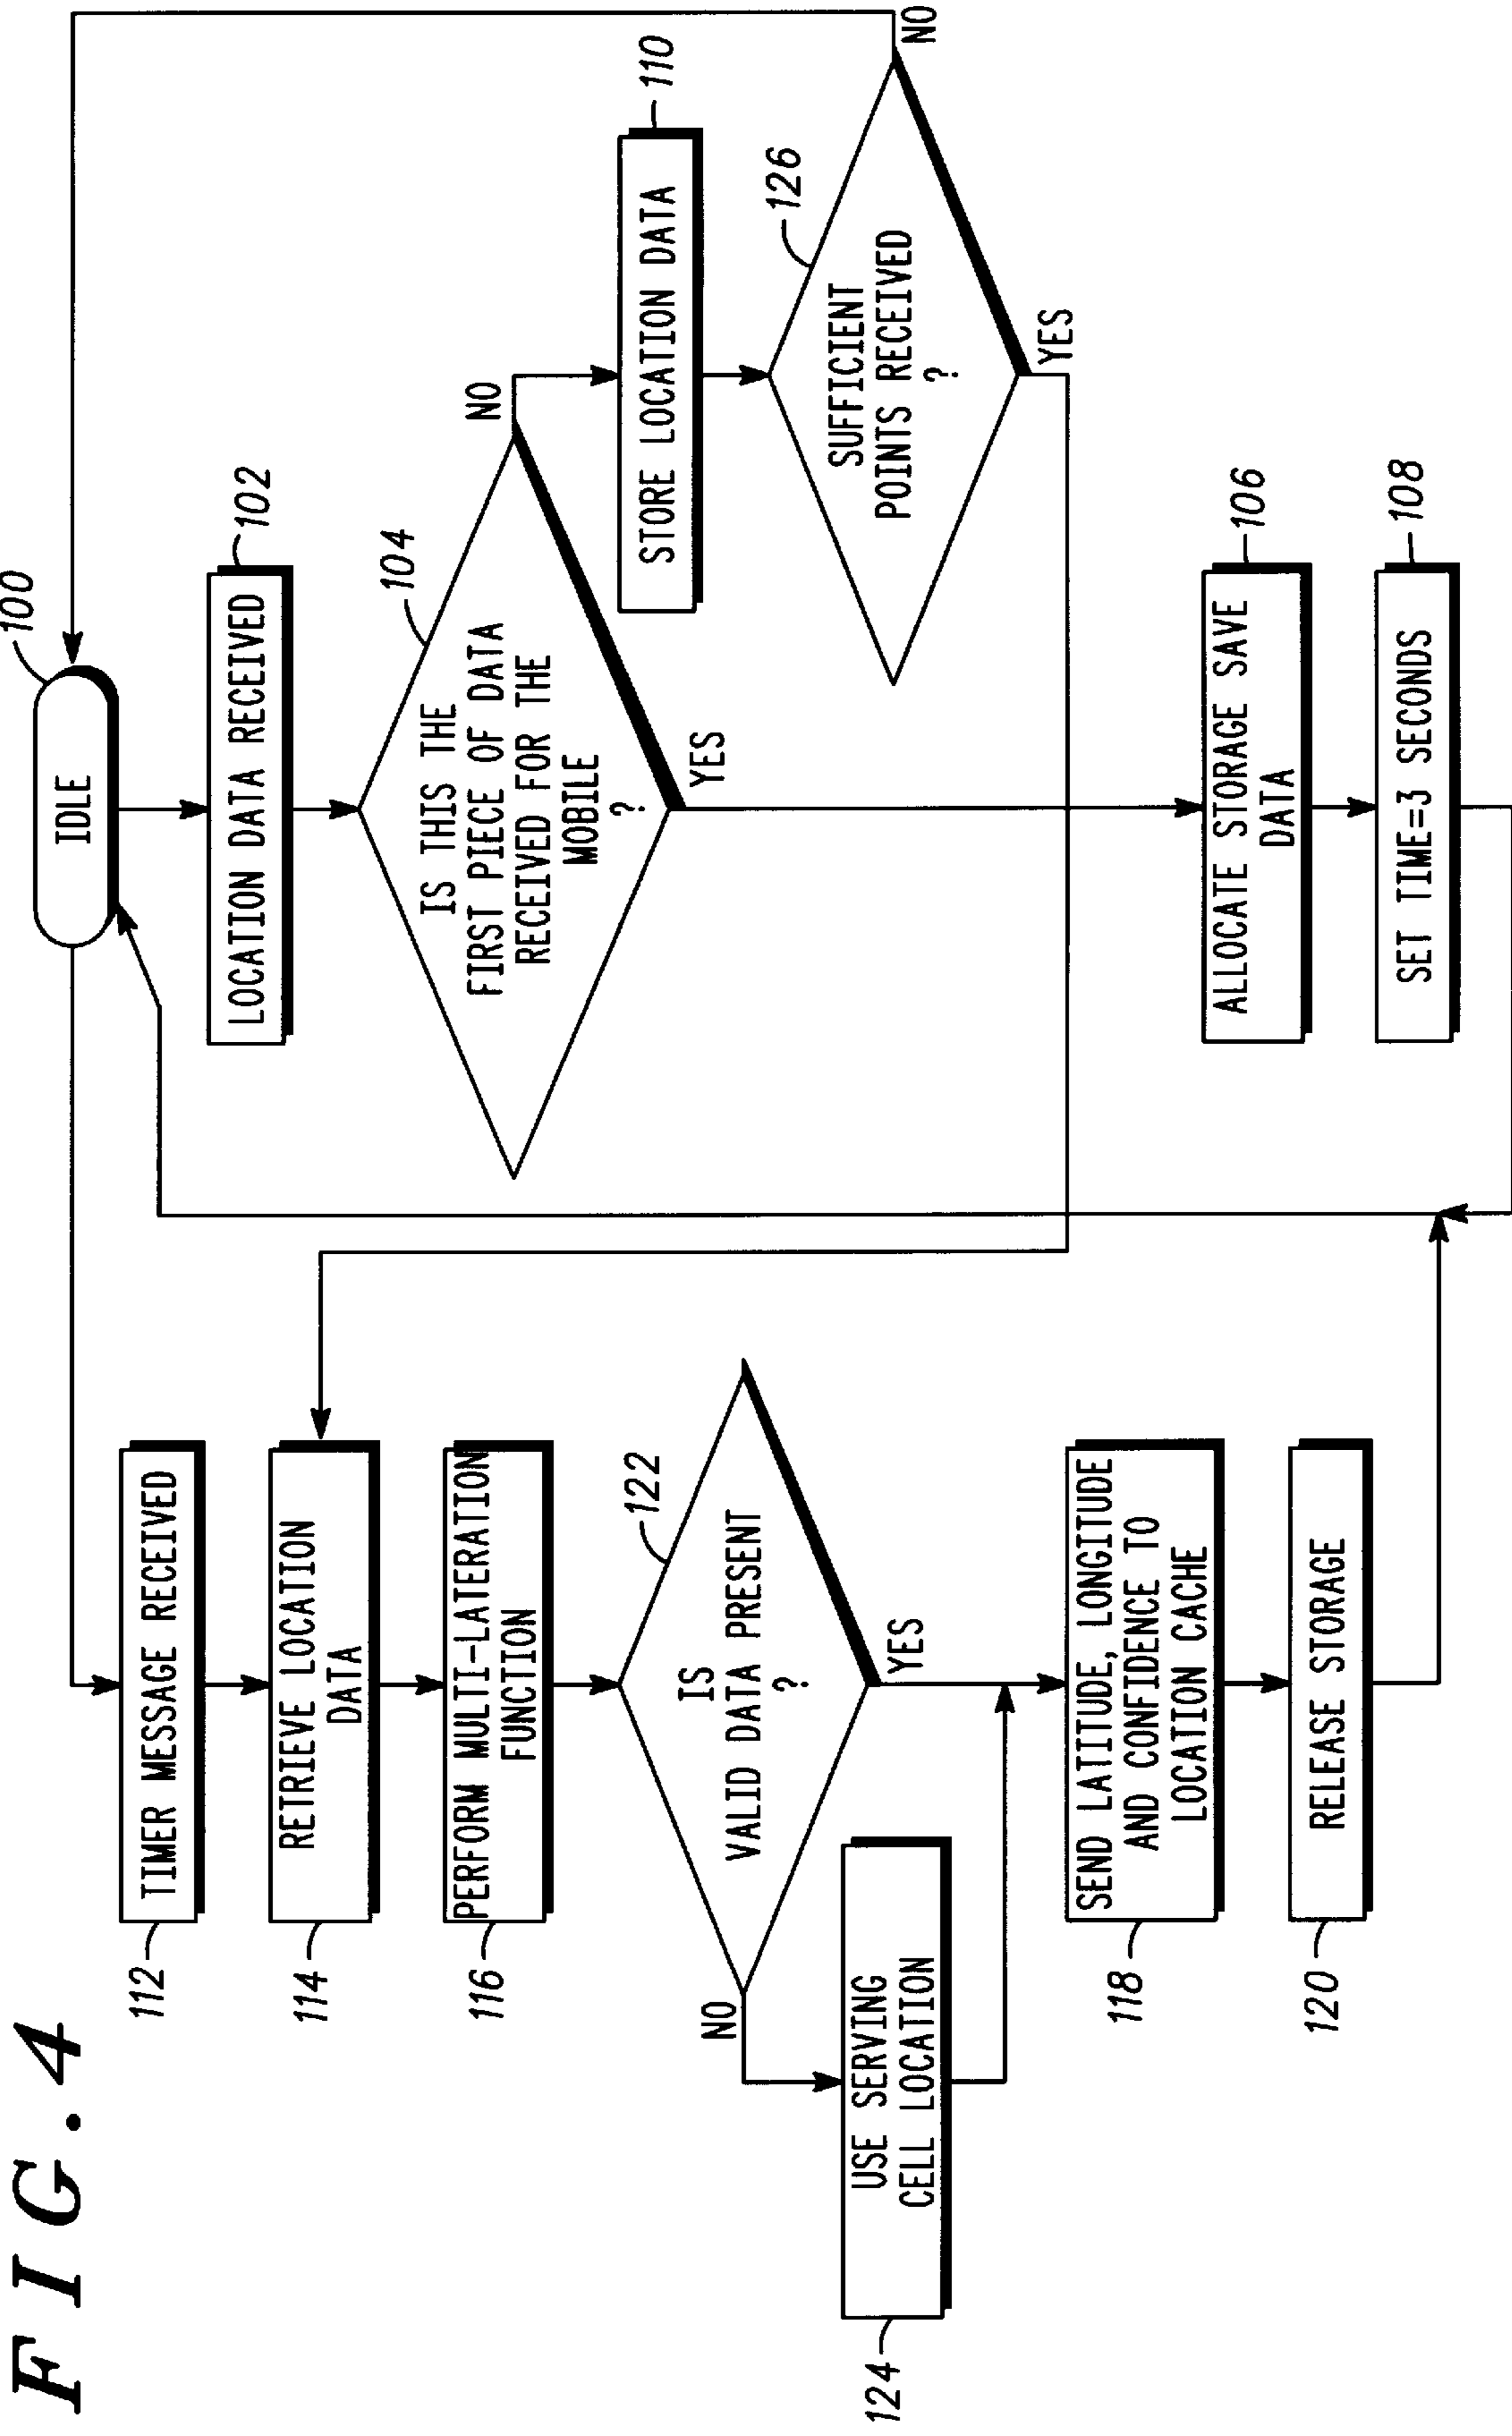 FIG.4
100
IDLE
LOCATION DATA RECEIVED
102
IS THIS THE
FIRST PIECE OF DATA
RECEIVED FOR THE
MOBILE
?
104
NO
YES
STORE LOCATION DATA
110
SUFFICIENT
POINTS RECEIVED
?
126
NO
YES
ALLOCATE STORAGE SAVE
DATA
106
SET TIME=3 SECONDS
108
TIMER MESSAGE RECEIVED
112
RETRIEVE LOCATION
DATA
114
PERFORM MULTI-LATERATION
FUNCTION
116
IS
VALID DATA PRESENT
?
122
NO
YES
USE SERVING
CELL LOCATION
124
SEND LATITUDE, LONGITUDE
AND CONFIDENCE TO
LOCATION CACHE
118
RELEASE STORAGE
120